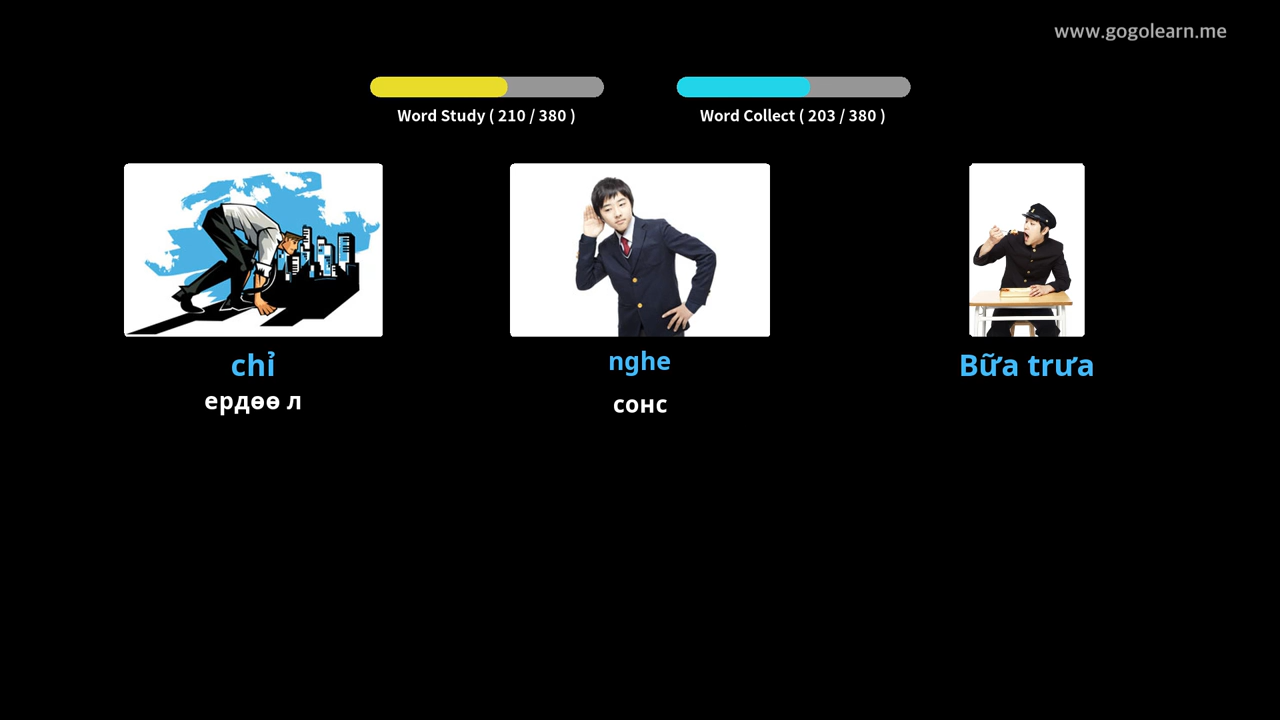 www.gogolearn.me
Word Study ( 210 / 380 )
Word Collect ( 203 / 380 )
chỉ
ердөө л
nghe
сонс
Bữa trưa